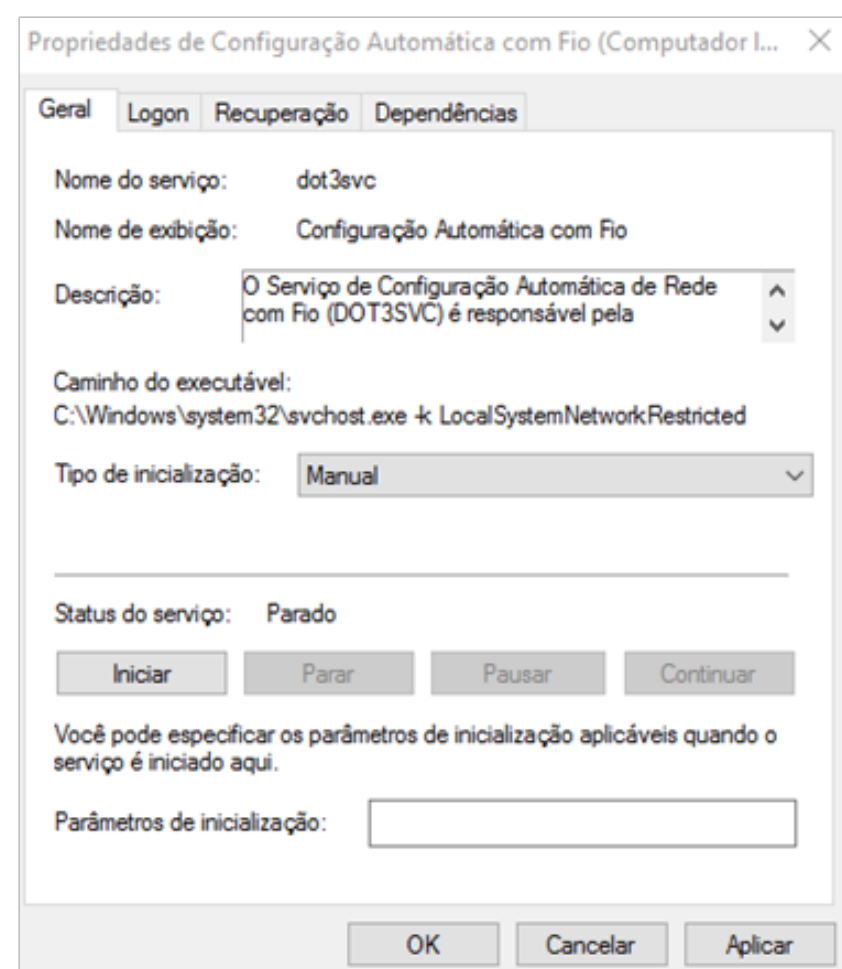 Propriedades de Configuração Automática com Fio (Computador l...
Geral Logon Recuperação Dependências
Nome do serviço: dot3svc
Nome de exibição: Configuração Automática com Fio
Descrição: O Serviço de Configuração Automática de Rede
com Fio (DOT3SVC) é responsável pela
Caminho do executável:
C:\Windows\system32\svchost.exe -k LocalSystemNetworkRestricted
Tipo de inicialização: Manual
Status do serviço: Parado
Iniciar Parar Pausar Continuar
Você pode especificar os parâmetros de inicialização aplicáveis quando o
serviço é iniciado aqui.
Parâmetros de inicialização:
OK Cancelar Aplicar